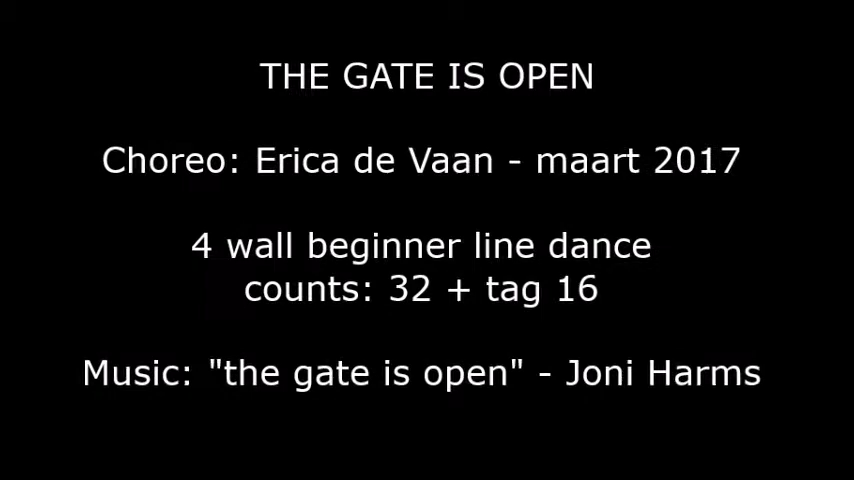 THE GATE IS OPEN
Choreo: Erica de Vaan - maart 2017
4 wall beginner line dance
counts: 32 + tag 16
Music: "the gate is open" - Joni Harms